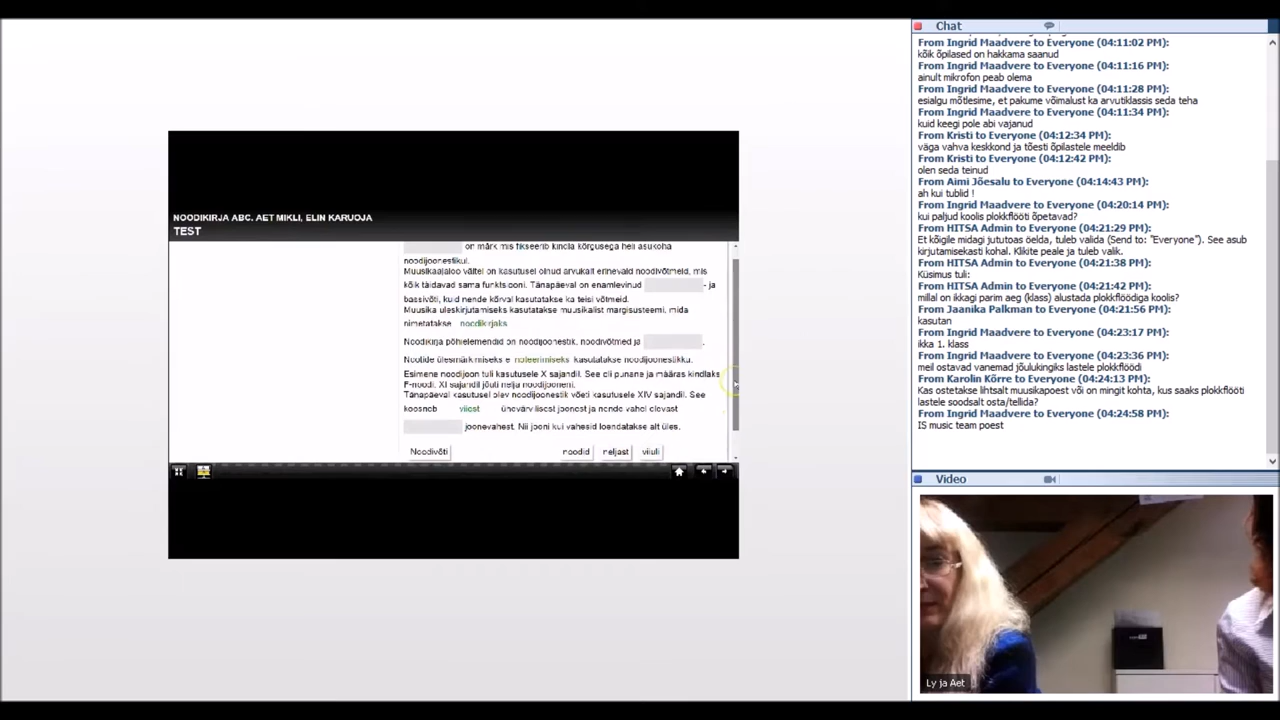 NOODIKIRJA ABC. AET MIKLI, ELIN KARUOJA
TEST
on märk mis fikseerib kindla kõrgusega heli asukoha
noodijoonestikul.
Muusikaajaloo vältel on kasutusel olnud arvukalt erinevaid noodivõtmeid, mis
kõik täidavad sama funktsiooni. Tänapäeval on enamlevinud - ja
bassivõti, kuid nende kõrval kasutatakse ka teisi võtmeid.
Muusika üleskirjutamiseks kasutatakse muusikalist märgisüsteemi, mida
nimetatakse noodikirjaks
Noodikirja põhielemendid on noodijoonestik, noodivõtmed ja .
Nootide ülesmärkimiseks e noteerimiseks kasutatakse noodijoonestikku.
Esimene noodijoon tuli kasutusele X sajandil. See oli punane ja määras kindlaks
F-noodi. XI sajandil jõuti nelja noodijooneni.
Tänapäeval kasutusel olev noodijoonestik võeti kasutusele XIV sajandil. See
koosneb viiest ühevärvilisest joonest ja nende vahel olevast
joonevahest. Nii jooni kui vahesid loendatakse alt üles.
Noodivõti noodid neljast viiuli
Chat
From Ingrid Maadvere to Everyone (04:11:02 PM):
kõik õpilased on hakkama saanud
From Ingrid Maadvere to Everyone (04:11:16 PM):
ainult mikrofon peab olema
From Ingrid Maadvere to Everyone (04:11:28 PM):
esialgu mõtlesime, et pakume võimalust ka arvutiklassis seda teha
From Ingrid Maadvere to Everyone (04:11:34 PM):
kuid keegi pole abi vajanud
From Kristi to Everyone (04:12:34 PM):
väga vahva keskkond ja tõesti õpilastele meeldib
From Kristi to Everyone (04:12:42 PM):
olen seda teinud
From Aimi Jõesalu to Everyone (04:14:43 PM):
ah kui tublid !
From Ingrid Maadvere to Everyone (04:20:14 PM):
kui paljud koolis plokkflööti õpetavad?
From HITSA Admin to Everyone (04:21:29 PM):
Et kõigile midagi jututoas öelda, tuleb valida (Send to: "Everyone"). See asub
kirjutamisekasti kohal. Klikite peale ja tuleb valik.
From HITSA Admin to Everyone (04:21:38 PM):
Küsimus tuli:
From HITSA Admin to Everyone (04:21:42 PM):
millal on ikkagi parim aeg (klass) alustada plokkflöödiga koolis?
From Jaanika Palkman to Everyone (04:21:56 PM):
kasutan
From Ingrid Maadvere to Everyone (04:23:17 PM):
ikka 1. klass
From Ingrid Maadvere to Everyone (04:23:36 PM):
meil ostavad vanemad jõulukingiks lastele plokkflöödi
From Karolin Kõrre to Everyone (04:24:13 PM):
Kas ostetakse lihtsalt muusikapoest või on mingit kohta, kus saaks plokkflööti
lastele soodsalt osta/tellida?
From Ingrid Maadvere to Everyone (04:24:58 PM):
IS music team poest
Video
Ly ja Aet